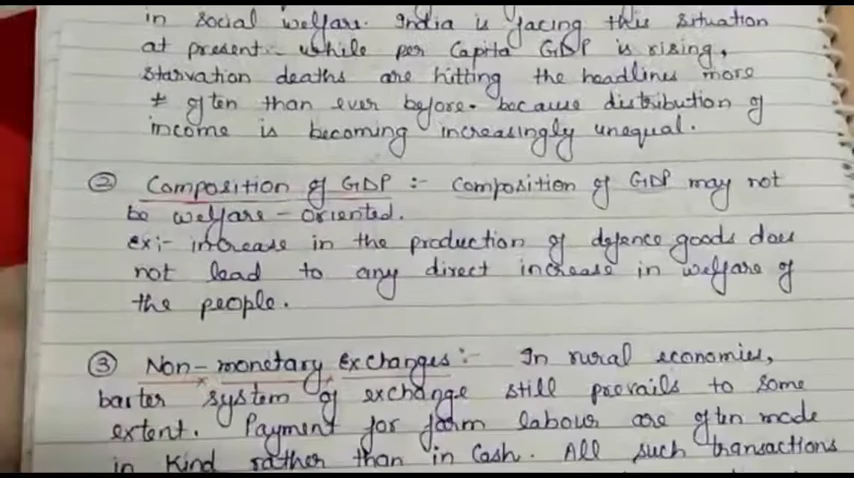 in social welfare. India is facing this situation
at present :- while per Capita GDP is rising,
starvation deaths are hitting the headlines more
often than ever before. because distribution of
income is becoming increasingly unequal.
② Composition of GDP :- Composition of GDP may not
be welfare-oriented.
ex:- increase in the production of defence goods does
not lead to any direct increase in welfare of
the people.
③ Non-monetary exchanges:- In rural economies,
barter system of exchange still prevails to some
extent. Payment for farm labour are often made
in Kind rather than in Cash. All such transactions